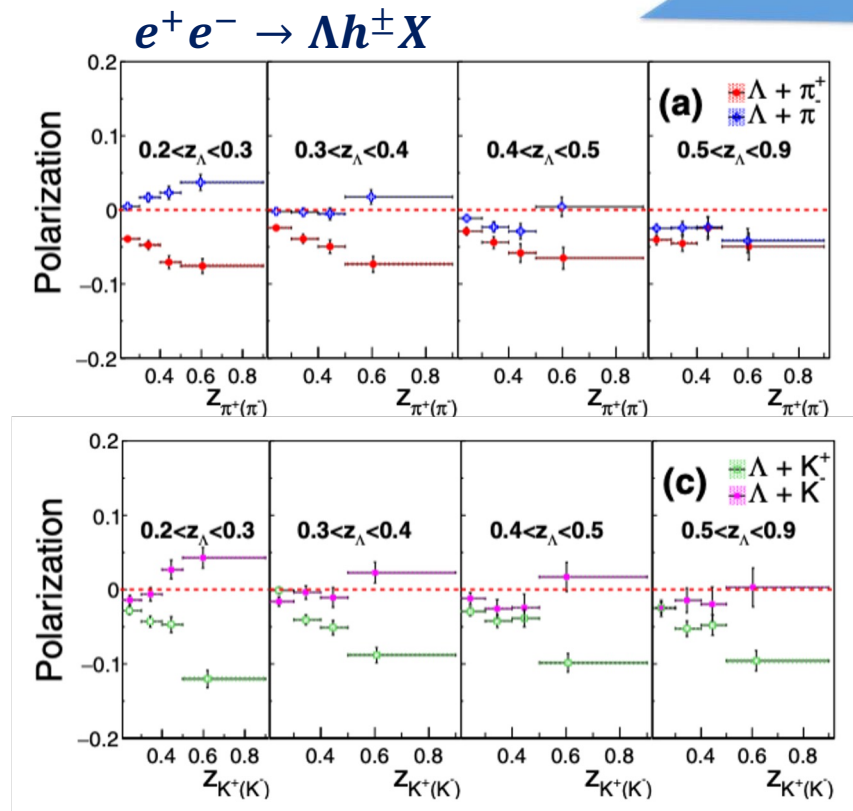 e⁺e⁻ → Λh±X
0.2
(a)
Λ + π⁺
Λ + π⁻
0.1
0.2<z_Λ<0.3
0.3<z_Λ<0.4
0.4<z_Λ<0.5
0.5<z_Λ<0.9
0
−0.1
−0.2
Polarization
0.4 0.6 0.8
0.4 0.6 0.8
0.4 0.6 0.8
0.4 0.6 0.8
z_π⁺(π⁻)
z_π⁺(π⁻)
z_π⁺(π⁻)
z_π⁺(π⁻)
0.2
(c)
Λ + K⁺
Λ + K⁻
0.1
0.2<z_Λ<0.3
0.3<z_Λ<0.4
0.4<z_Λ<0.5
0.5<z_Λ<0.9
0
−0.1
−0.2
Polarization
0.4 0.6 0.8
0.4 0.6 0.8
0.4 0.6 0.8
0.4 0.6 0.8
z_K⁺(K⁻)
z_K⁺(K⁻)
z_K⁺(K⁻)
z_K⁺(K⁻)